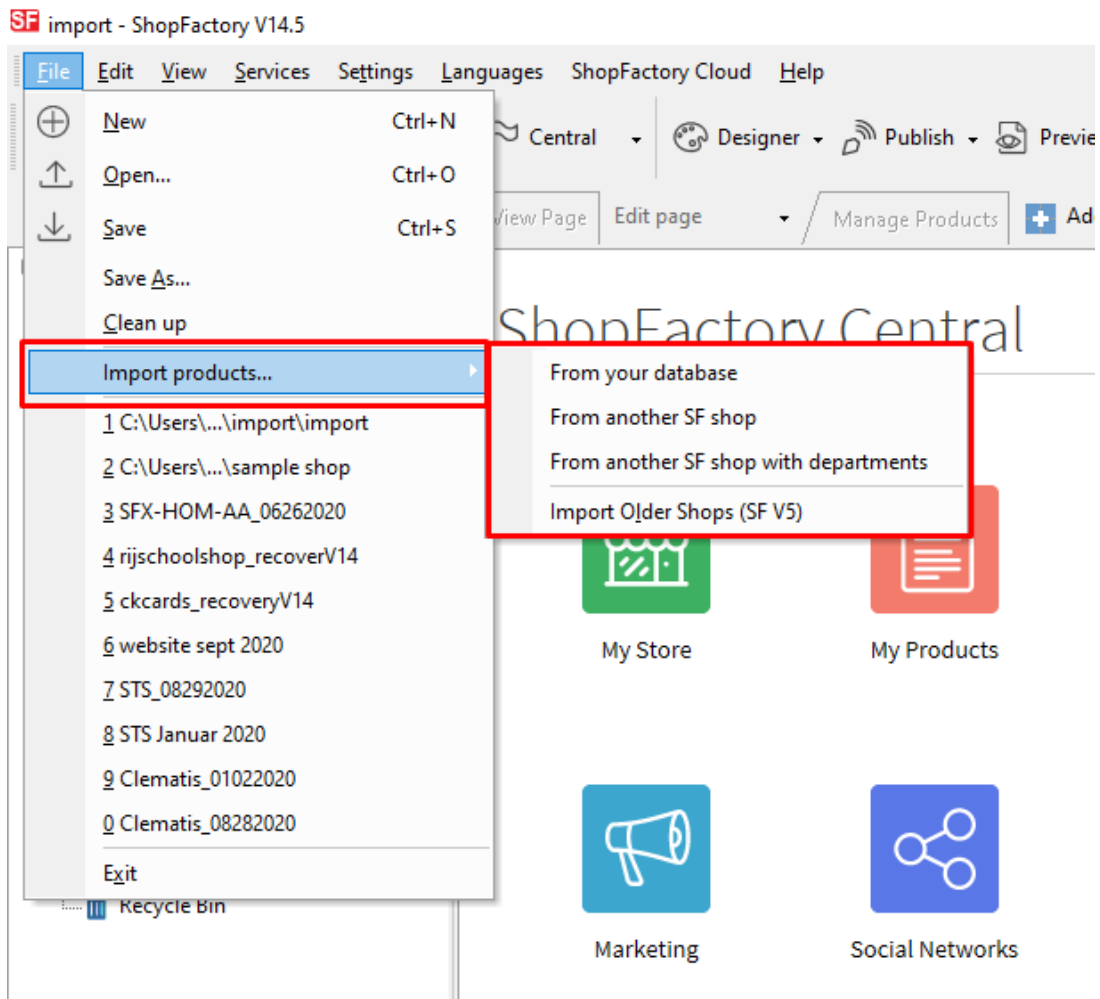 SF import - ShopFactory V14.5
File Edit View Services Settings Languages ShopFactory Cloud Help
New Ctrl+N
Central Designer Publish
Open... Ctrl+O
View Page Edit page Manage Products
Save Ctrl+S
Save As...
Clean up
ShopFactory Central
Import products...
From your database
From another SF shop
From another SF shop with departments
Import Older Shops (SF V5)
1 C:\Users\...\import\import
2 C:\Users\...\sample shop
3 SFX-HOM-AA_06262020
4 rijschoolshop_recoverV14
5 ckcards_recoveryV14
6 website sept 2020
7 STS_08292020
8 STS Januar 2020
9 Clematis_01022020
0 Clematis_08282020
Exit
Recycle Bin
My Store My Products
Marketing Social Networks